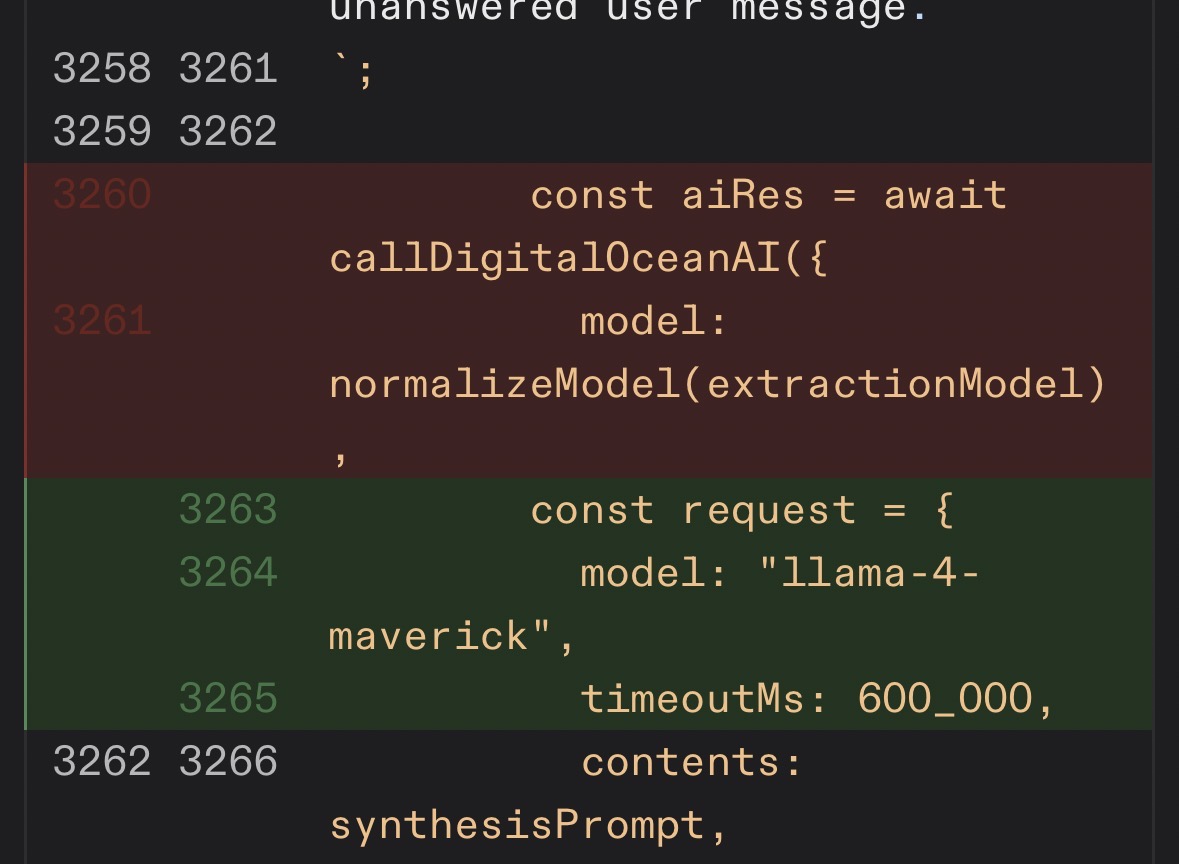 unanswered user message.
3258 3261 `;
3259 3262
3260 const aiRes = await
callDigitalOceanAI({
3261 model:
normalizeModel(extractionModel)
,
3263 const request = {
3264 model: "llama-4-
maverick",
3265 timeoutMs: 600_000,
3262 3266 contents:
synthesisPrompt,